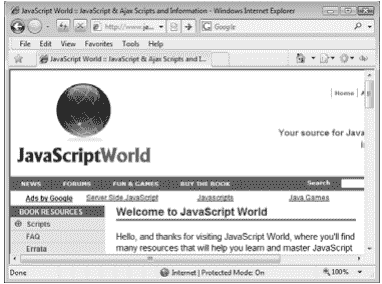 JavaScript World :: JavaScript & Ajax Scripts and Information - Windows Internet Explorer
http://www.ja
Google
File Edit View Favorites Tools Help
JavaScript World :: JavaScript & Ajax Scripts and I...
Home
Your source for Java
JavaScriptWorld
NEWS FORUMS FUN & GAMES BUY THE BOOK Search
Ads by Google Server Side JavaScript Javascripts Java Games
BOOK RESOURCES
Welcome to JavaScript World
Scripts
FAQ
Errata
Hello, and thanks for visiting JavaScript World, where you'll find
many resources that will help you learn and master JavaScript
Done Internet | Protected Mode: On 100%